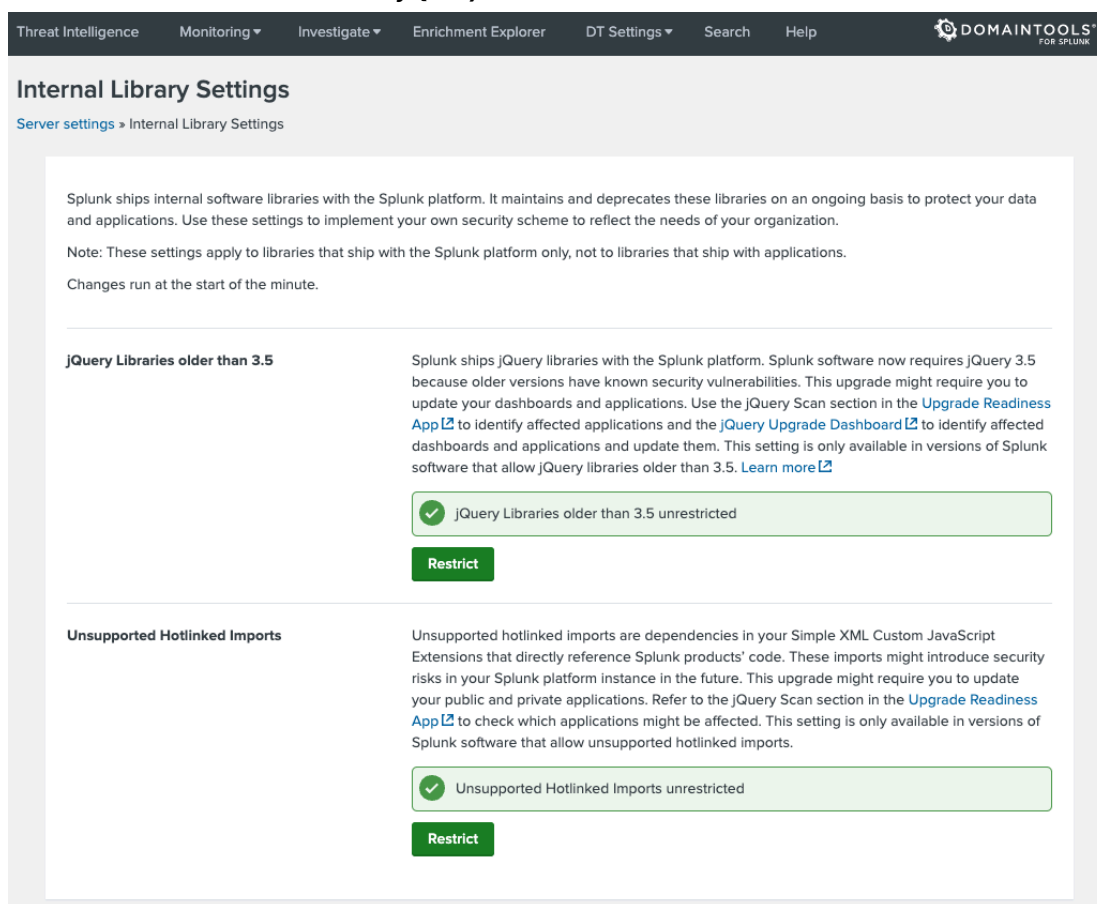 Threat Intelligence Monitoring Investigate Enrichment Explorer DT Settings Search Help DOMAINTOOLS®
FOR SPLUNK
Internal Library Settings
Server settings » Internal Library Settings
Splunk ships internal software libraries with the Splunk platform. It maintains and deprecates these libraries on an ongoing basis to protect your data
and applications. Use these settings to implement your own security scheme to reflect the needs of your organization.
Note: These settings apply to libraries that ship with the Splunk platform only, not to libraries that ship with applications.
Changes run at the start of the minute.
jQuery Libraries older than 3.5
Splunk ships jQuery libraries with the Splunk platform. Splunk software now requires jQuery 3.5
because older versions have known security vulnerabilities. This upgrade might require you to
update your dashboards and applications. Use the jQuery Scan section in the Upgrade Readiness
App to identify affected applications and the jQuery Upgrade Dashboard to identify affected
dashboards and applications and update them. This setting is only available in versions of Splunk
software that allow jQuery libraries older than 3.5. Learn more
jQuery Libraries older than 3.5 unrestricted
Restrict
Unsupported Hotlinked Imports
Unsupported hotlinked imports are dependencies in your Simple XML Custom JavaScript
Extensions that directly reference Splunk products' code. These imports might introduce security
risks in your Splunk platform instance in the future. This upgrade might require you to update
your public and private applications. Refer to the jQuery Scan section in the Upgrade Readiness
App to check which applications might be affected. This setting is only available in versions of
Splunk software that allow unsupported hotlinked imports.
Unsupported Hotlinked Imports unrestricted
Restrict